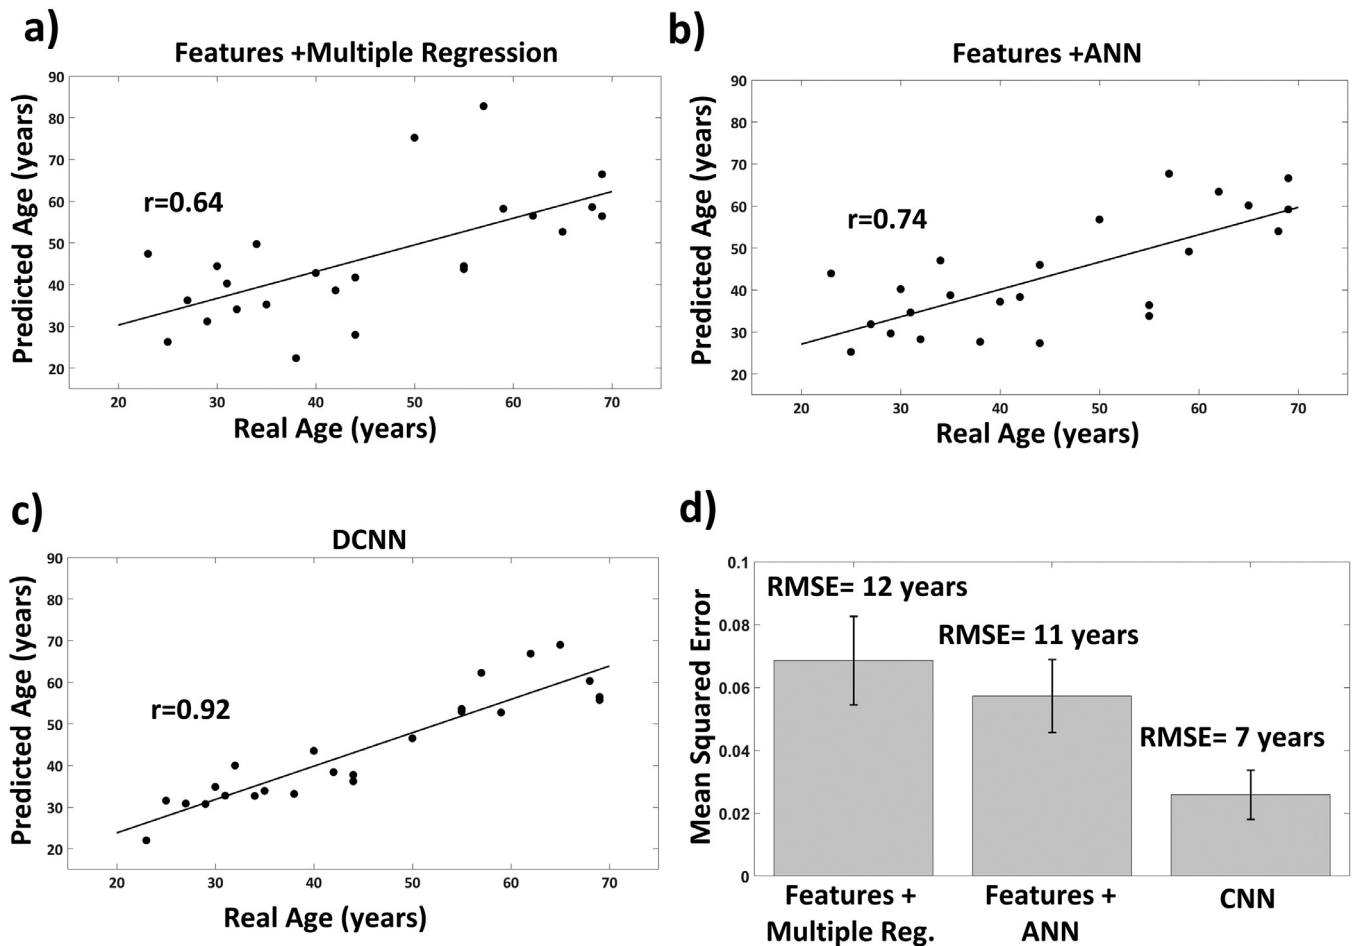 a)
Features +Multiple Regression
90
80
70
60
50
40
30
20
Predicted Age (years)
r=0.64
20 30 40 50 60 70
Real Age (years)
b)
Features +ANN
90
80
70
60
50
40
30
20
Predicted Age (years)
r=0.74
20 30 40 50 60 70
Real Age (years)
c)
DCNN
90
80
70
60
50
40
30
20
Predicted Age (years)
r=0.92
20 30 40 50 60 70
Real Age (years)
d)
0.1
0.08
0.06
0.04
0.02
0
Mean Squared Error
RMSE= 12 years
RMSE= 11 years
RMSE= 7 years
Features +
Multiple Reg.
Features +
ANN
CNN